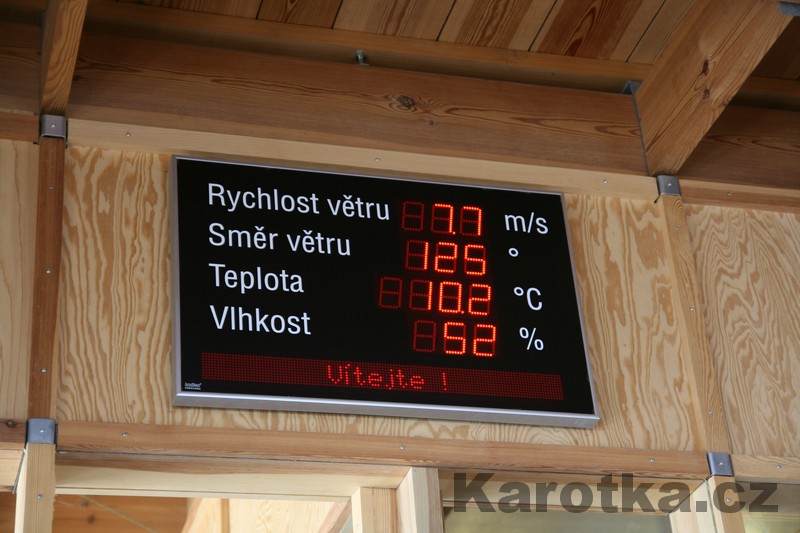 Rychlost větru 7.7 m/s
Směr větru 125 °
Teplota 10.2 °C
Vlhkost 52 %
Vítejte !
Karotka.cz